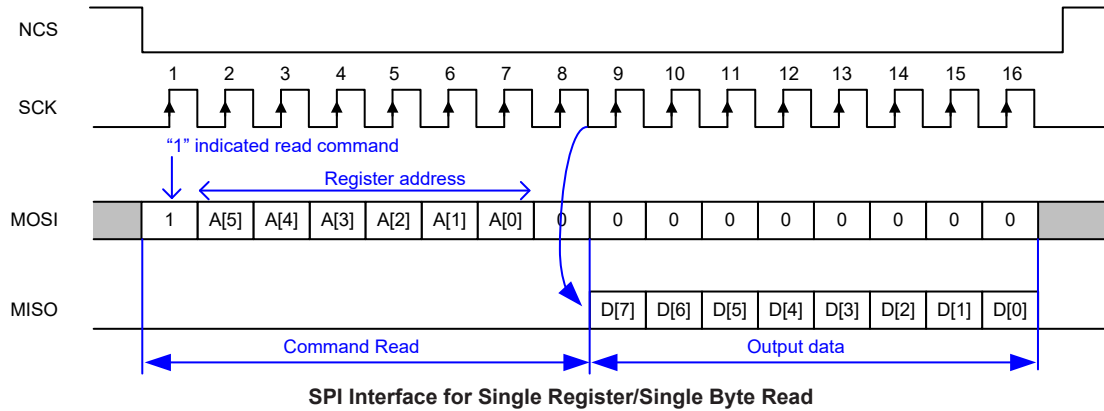 NCS
1 2 3 4 5 6 7 8 9 10 11 12 13 14 15 16
SCK
“1” indicated read command
Register address
MOSI 1 A[5] A[4] A[3] A[2] A[1] A[0] 0 0 0 0 0 0 0 0 0
MISO D[7] D[6] D[5] D[4] D[3] D[2] D[1] D[0]
Command Read Output data
SPI Interface for Single Register/Single Byte Read